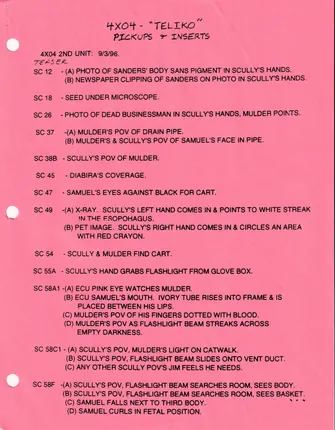 4X04 - "TELIKO"
PICKUPS & INSERTS
4X04 2ND UNIT: 9/3/96.
TEASER
SC 12 -(A) PHOTO OF SANDERS' BODY SANS PIGMENT IN SCULLY'S HANDS.
(B) NEWSPAPER CLIPPING OF SANDERS ON PHOTO IN SCULLY'S HANDS.
SC 18 - SEED UNDER MICROSCOPE.
SC 26 - PHOTO OF DEAD BUSINESSMAN IN SCULLY'S HANDS, MULDER POINTS.
SC 37 -(A) MULDER'S POV OF DRAIN PIPE.
(B) MULDER'S & SCULLY'S POV OF SAMUEL'S FACE IN PIPE.
SC 38B - SCULLY'S POV OF MULDER.
SC 45 - DIABIRA'S COVERAGE.
SC 47 - SAMUEL'S EYES AGAINST BLACK FOR CART.
SC 49 -(A) X-RAY. SCULLY'S LEFT HAND COMES IN & POINTS TO WHITE STREAK
IN THE EROPOHAGUS.
(B) PET IMAGE. SCULLY'S RIGHT HAND COMES IN & CIRCLES AN AREA
WITH RED CRAYON.
SC 54 - SCULLY & MULDER FIND CART.
SC 55A - SCULLY'S HAND GRABS FLASHLIGHT FROM GLOVE BOX.
SC 58A1 -(A) ECU PINK EYE WATCHES MULDER.
(B) ECU SAMUEL'S MOUTH. IVORY TUBE RISES INTO FRAME & IS
PLACED BETWEEN HIS LIPS.
(C) MULDER'S POV OF HIS FINGERS DOTTED WITH BLOOD.
(D) MULDER'S POV AS FLASHLIGHT BEAM STREAKS ACROSS
EMPTY DARKNESS.
SC 58C1 -(A) SCULLY'S POV, MULDER'S LIGHT ON CATWALK.
(B) SCULLY'S POV, FLASHLIGHT BEAM SLIDES ONTO VENT DUCT.
(C) ANY OTHER SCULLY POV'S JIM FEELS HE NEEDS.
SC 58F -(A) SCULLY'S POV, FLASHLIGHT BEAM SEARCHES ROOM, SEES BODY.
(B) SCULLY'S POV, FLASHLIGHT BEAM SEARCHES ROOM, SEES BASKET.
(C) SAMUEL FALLS NEXT TO THIRD BODY.
(D) SAMUEL CURLS IN FETAL POSITION.